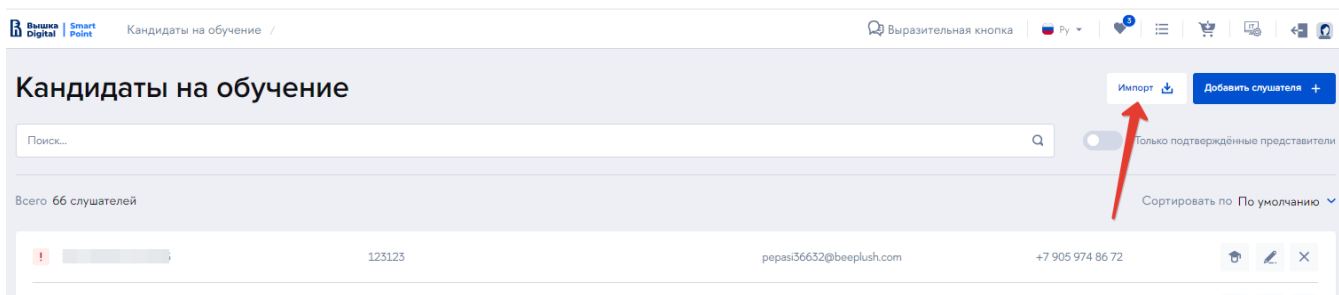 Вышка Digital | Smart Point
Кандидаты на обучение /
Выразительная кнопка
Ру
3
Кандидаты на обучение
Импорт
Добавить слушателя +
Поиск...
Только подтверждённые представители
Всего 66 слушателей
Сортировать по По умолчанию
! 123123 pepasi36632@beeplush.com +7 905 974 86 72